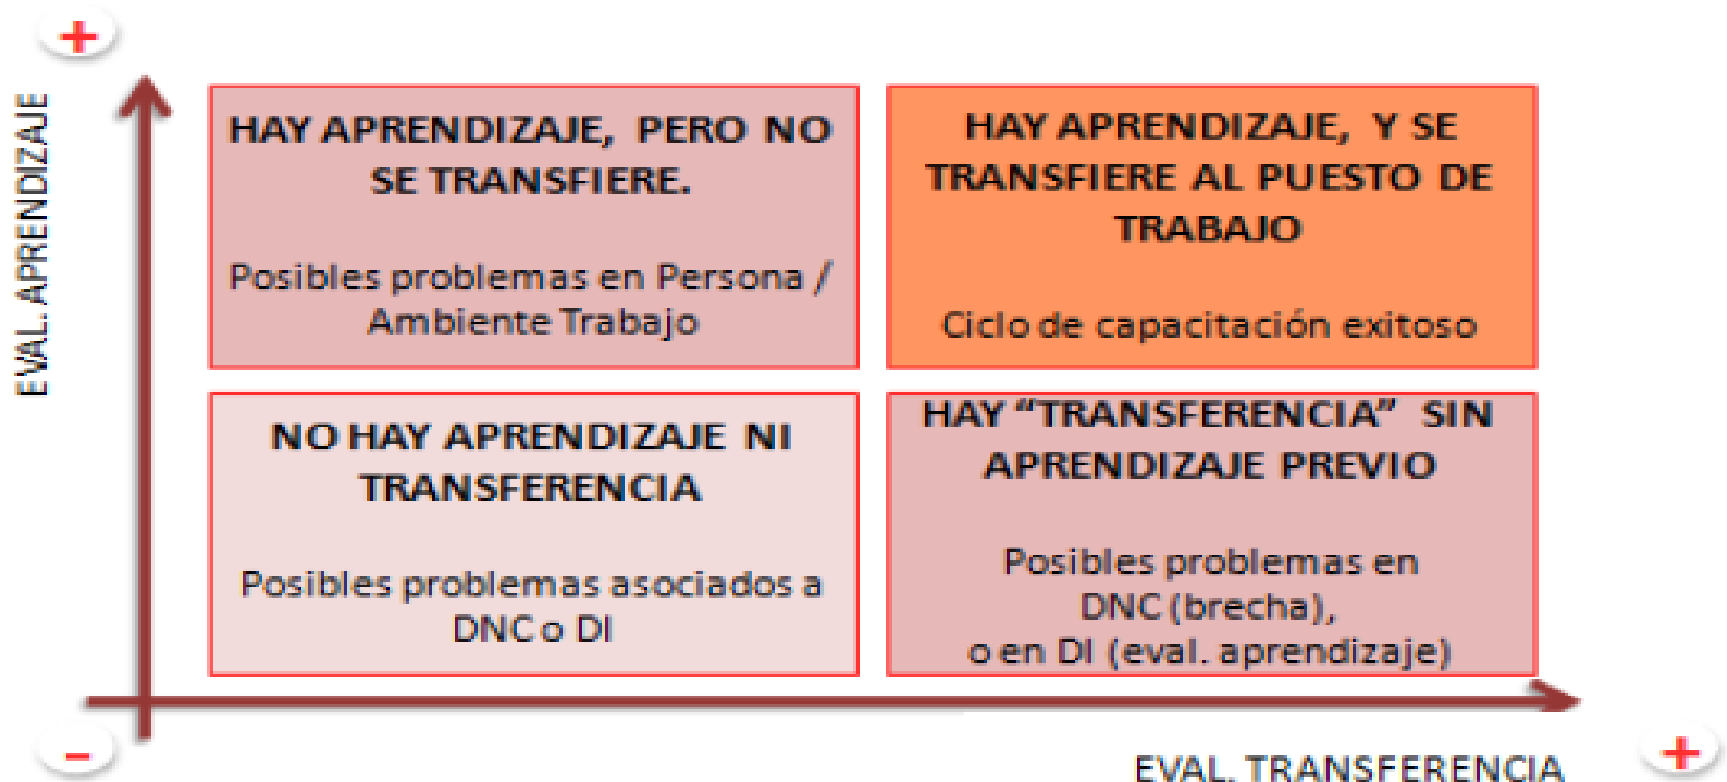 +
EVAL. APRENDIZAJE
HAY APRENDIZAJE, PERO NO
SE TRANSFIERE.
Posibles problemas en Persona /
Ambiente Trabajo
HAY APRENDIZAJE, Y SE
TRANSFIERE AL PUESTO DE
TRABAJO
Ciclo de capacitación exitoso
NO HAY APRENDIZAJE NI
TRANSFERENCIA
Posibles problemas asociados a
DNC o DI
HAY “TRANSFERENCIA” SIN
APRENDIZAJE PREVIO
Posibles problemas en
DNC (brecha),
o en DI (eval. aprendizaje)
-
EVAL. TRANSFERENCIA
+